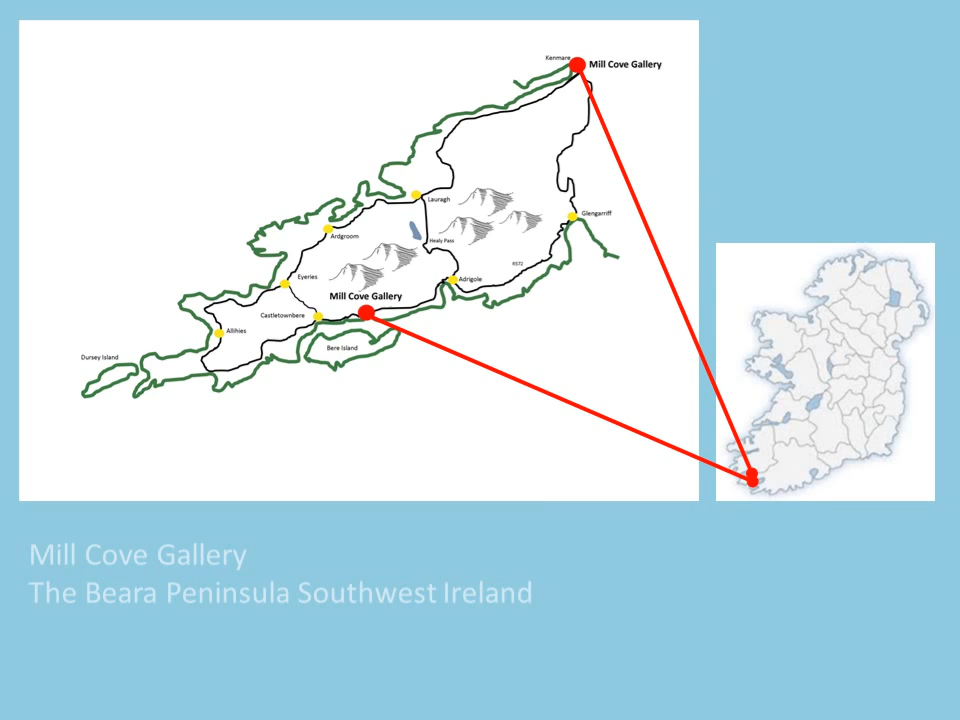 Kenmare
Mill Cove Gallery
Lauragh
Glengarriff
Ardgroom
Healy Pass
R572
Eyeries
Adrigole
Mill Cove Gallery
Castletownbere
Allihies
Bere Island
Dursey Island
Mill Cove Gallery
The Beara Peninsula Southwest Ireland